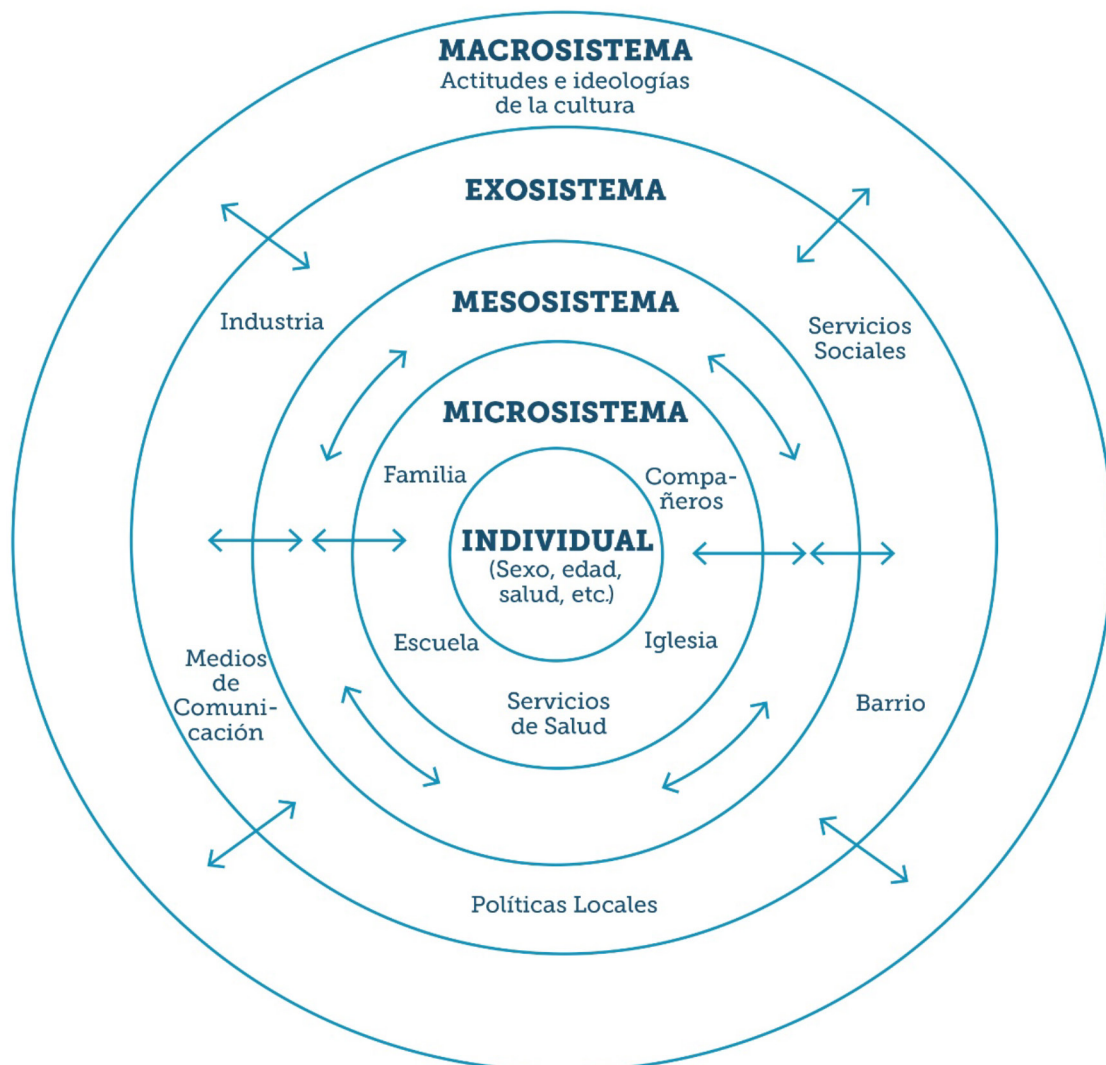 MACROSISTEMA
Actitudes e ideologías
de la cultura
EXOSISTEMA
MESOSISTEMA
Industria
Servicios
Sociales
MICROSISTEMA
Familia
Compa-
ñeros
INDIVIDUAL
(Sexo, edad,
salud, etc.)
Escuela
Iglesia
Medios
de
Comuni-
cación
Servicios
de Salud
Barrio
Políticas Locales